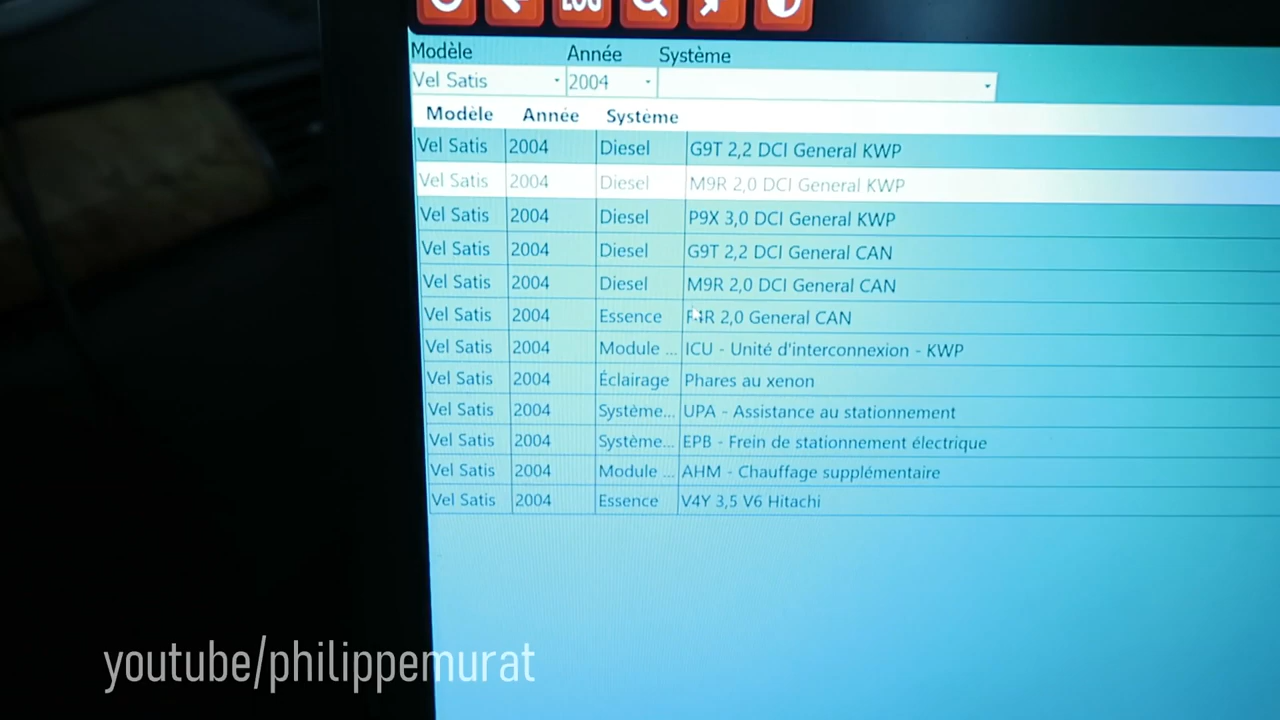 LOG
Modèle Année Système
Vel Satis 2004
Modèle Année Système
Vel Satis 2004 Diesel G9T 2,2 DCI General KWP
Vel Satis 2004 Diesel M9R 2,0 DCI General KWP
Vel Satis 2004 Diesel P9X 3,0 DCI General KWP
Vel Satis 2004 Diesel G9T 2,2 DCI General CAN
Vel Satis 2004 Diesel M9R 2,0 DCI General CAN
Vel Satis 2004 Essence F4R 2,0 General CAN
Vel Satis 2004 Module ... ICU - Unité d'interconnexion - KWP
Vel Satis 2004 Éclairage Phares au xenon
Vel Satis 2004 Système... UPA - Assistance au stationnement
Vel Satis 2004 Système... EPB - Frein de stationnement électrique
Vel Satis 2004 Module ... AHM - Chauffage supplémentaire
Vel Satis 2004 Essence V4Y 3,5 V6 Hitachi
youtube/philippemurat